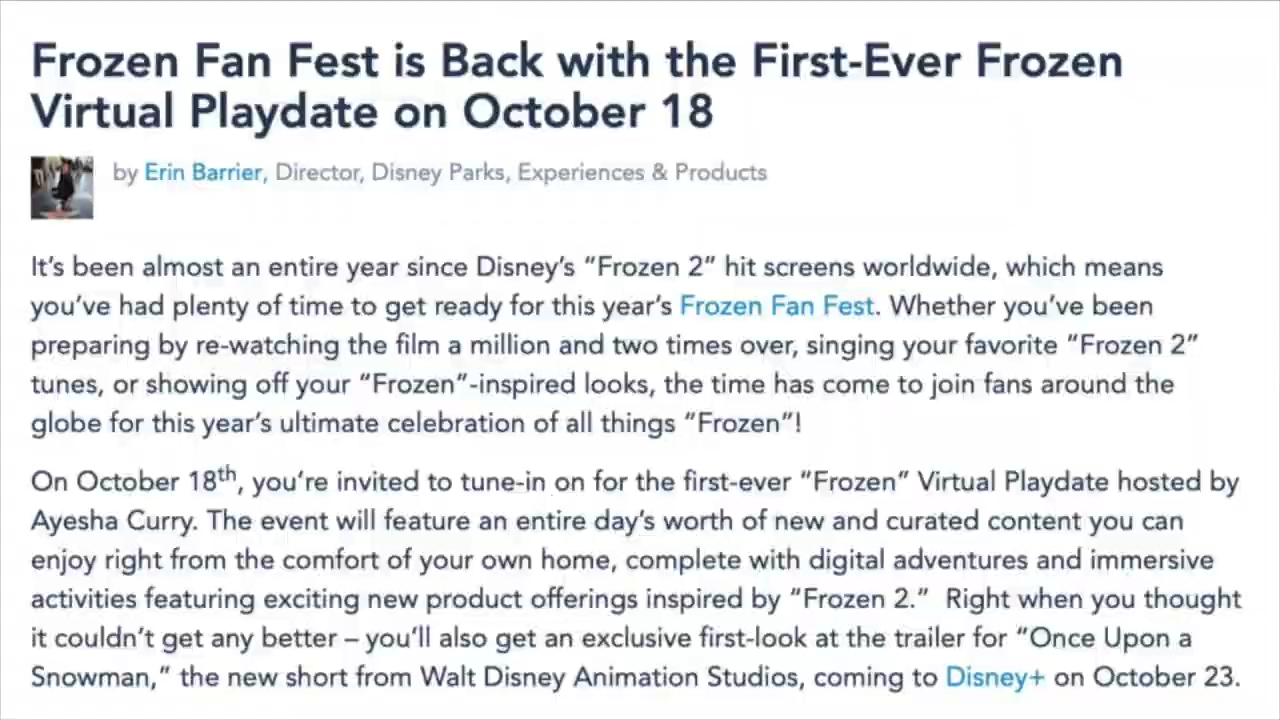 Frozen Fan Fest is Back with the First-Ever Frozen
Virtual Playdate on October 18
by Erin Barrier, Director, Disney Parks, Experiences & Products
It’s been almost an entire year since Disney’s “Frozen 2” hit screens worldwide, which means
you’ve had plenty of time to get ready for this year’s Frozen Fan Fest. Whether you’ve been
preparing by re-watching the film a million and two times over, singing your favorite “Frozen 2”
tunes, or showing off your “Frozen”-inspired looks, the time has come to join fans around the
globe for this year’s ultimate celebration of all things “Frozen”!
On October 18th, you’re invited to tune-in on for the first-ever “Frozen” Virtual Playdate hosted by
Ayesha Curry. The event will feature an entire day’s worth of new and curated content you can
enjoy right from the comfort of your own home, complete with digital adventures and immersive
activities featuring exciting new product offerings inspired by “Frozen 2.”  Right when you thought
it couldn’t get any better – you’ll also get an exclusive first-look at the trailer for “Once Upon a
Snowman,” the new short from Walt Disney Animation Studios, coming to Disney+ on October 23.